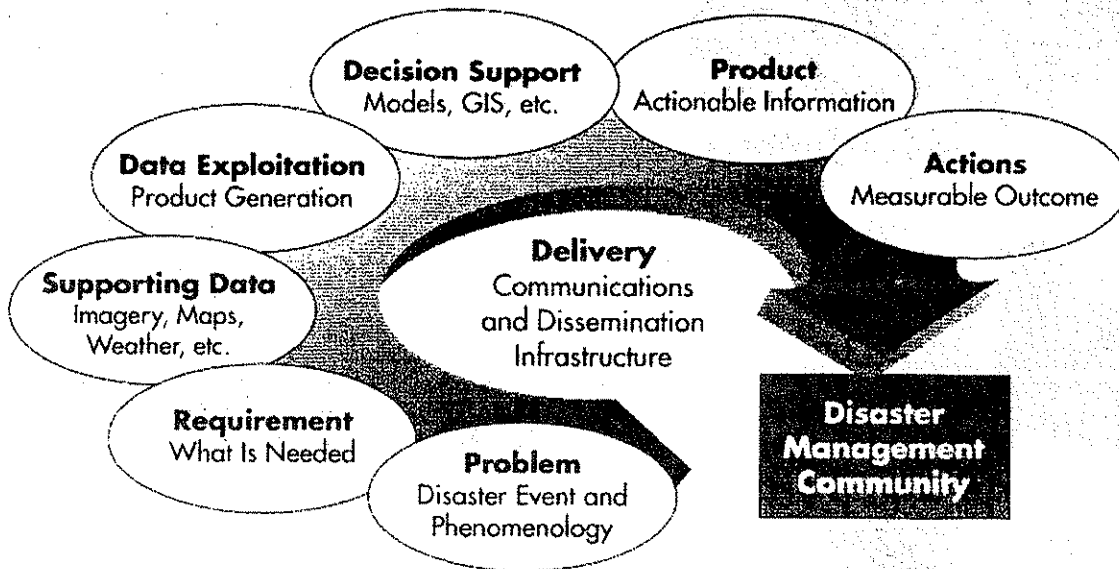 Decision Support
Models, GIS, etc.
Product
Actionable Information
Data Exploitation
Product Generation
Actions
Measurable Outcome
Supporting Data
Imagery, Maps,
Weather, etc.
Delivery
Communications
and Dissemination
Infrastructure
Requirement
What Is Needed
Problem
Disaster Event and
Phenomenology
Disaster
Management
Community